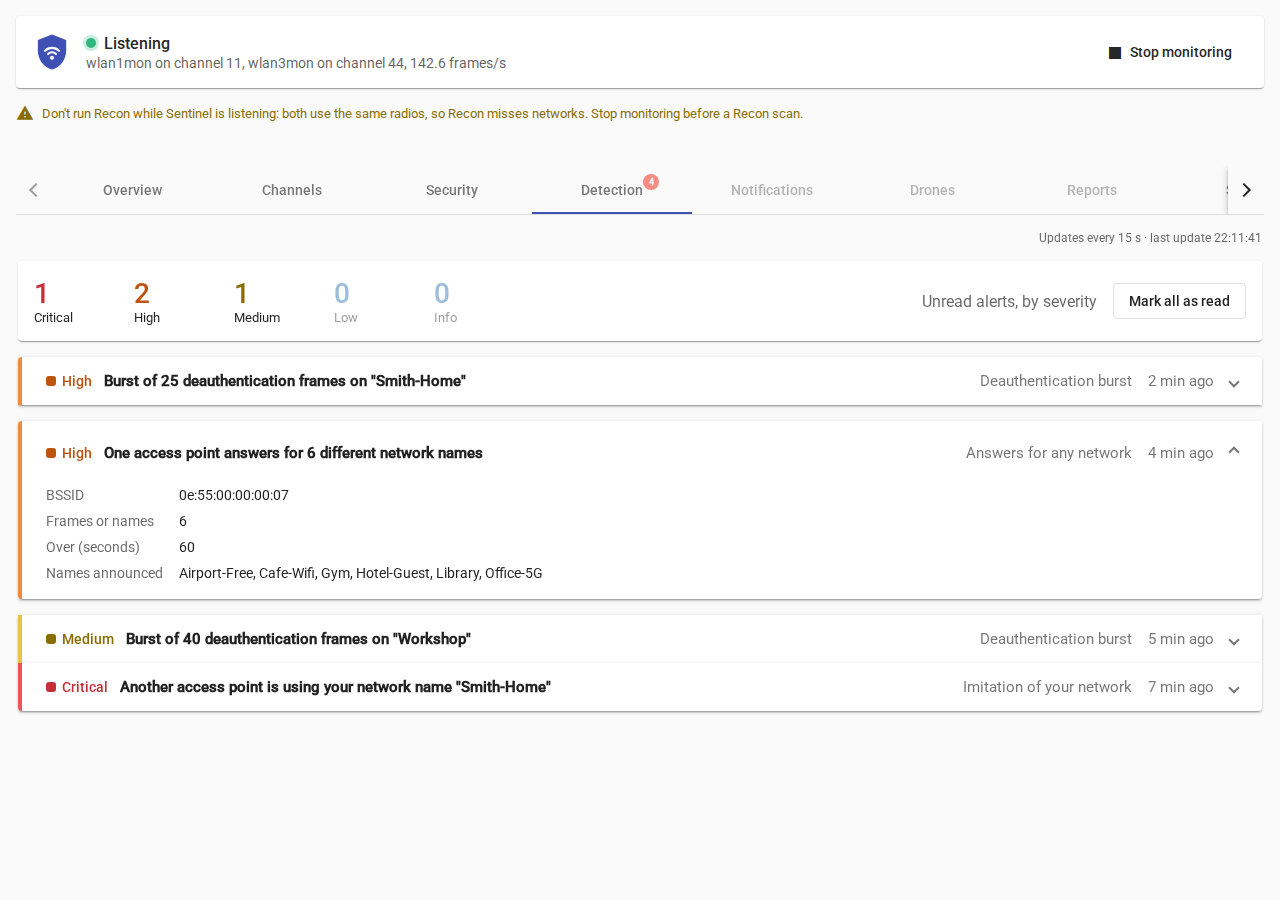 Listening
wlan1mon on channel 11, wlan3mon on channel 44, 142.6 frames/s
Stop monitoring
Don't run Recon while Sentinel is listening: both use the same radios, so Recon misses networks. Stop monitoring before a Recon scan.
Overview Channels Security Detection 4 Notifications Drones Reports
Updates every 15 s · last update 22:11:41
1 2 1 0 0
Critical High Medium Low Info
Unread alerts, by severity Mark all as read
High Burst of 25 deauthentication frames on "Smith-Home" Deauthentication burst 2 min ago
High One access point answers for 6 different network names Answers for any network 4 min ago
BSSID 0e:55:00:00:00:07
Frames or names 6
Over (seconds) 60
Names announced Airport-Free, Cafe-Wifi, Gym, Hotel-Guest, Library, Office-5G
Medium Burst of 40 deauthentication frames on "Workshop" Deauthentication burst 5 min ago
Critical Another access point is using your network name "Smith-Home" Imitation of your network 7 min ago